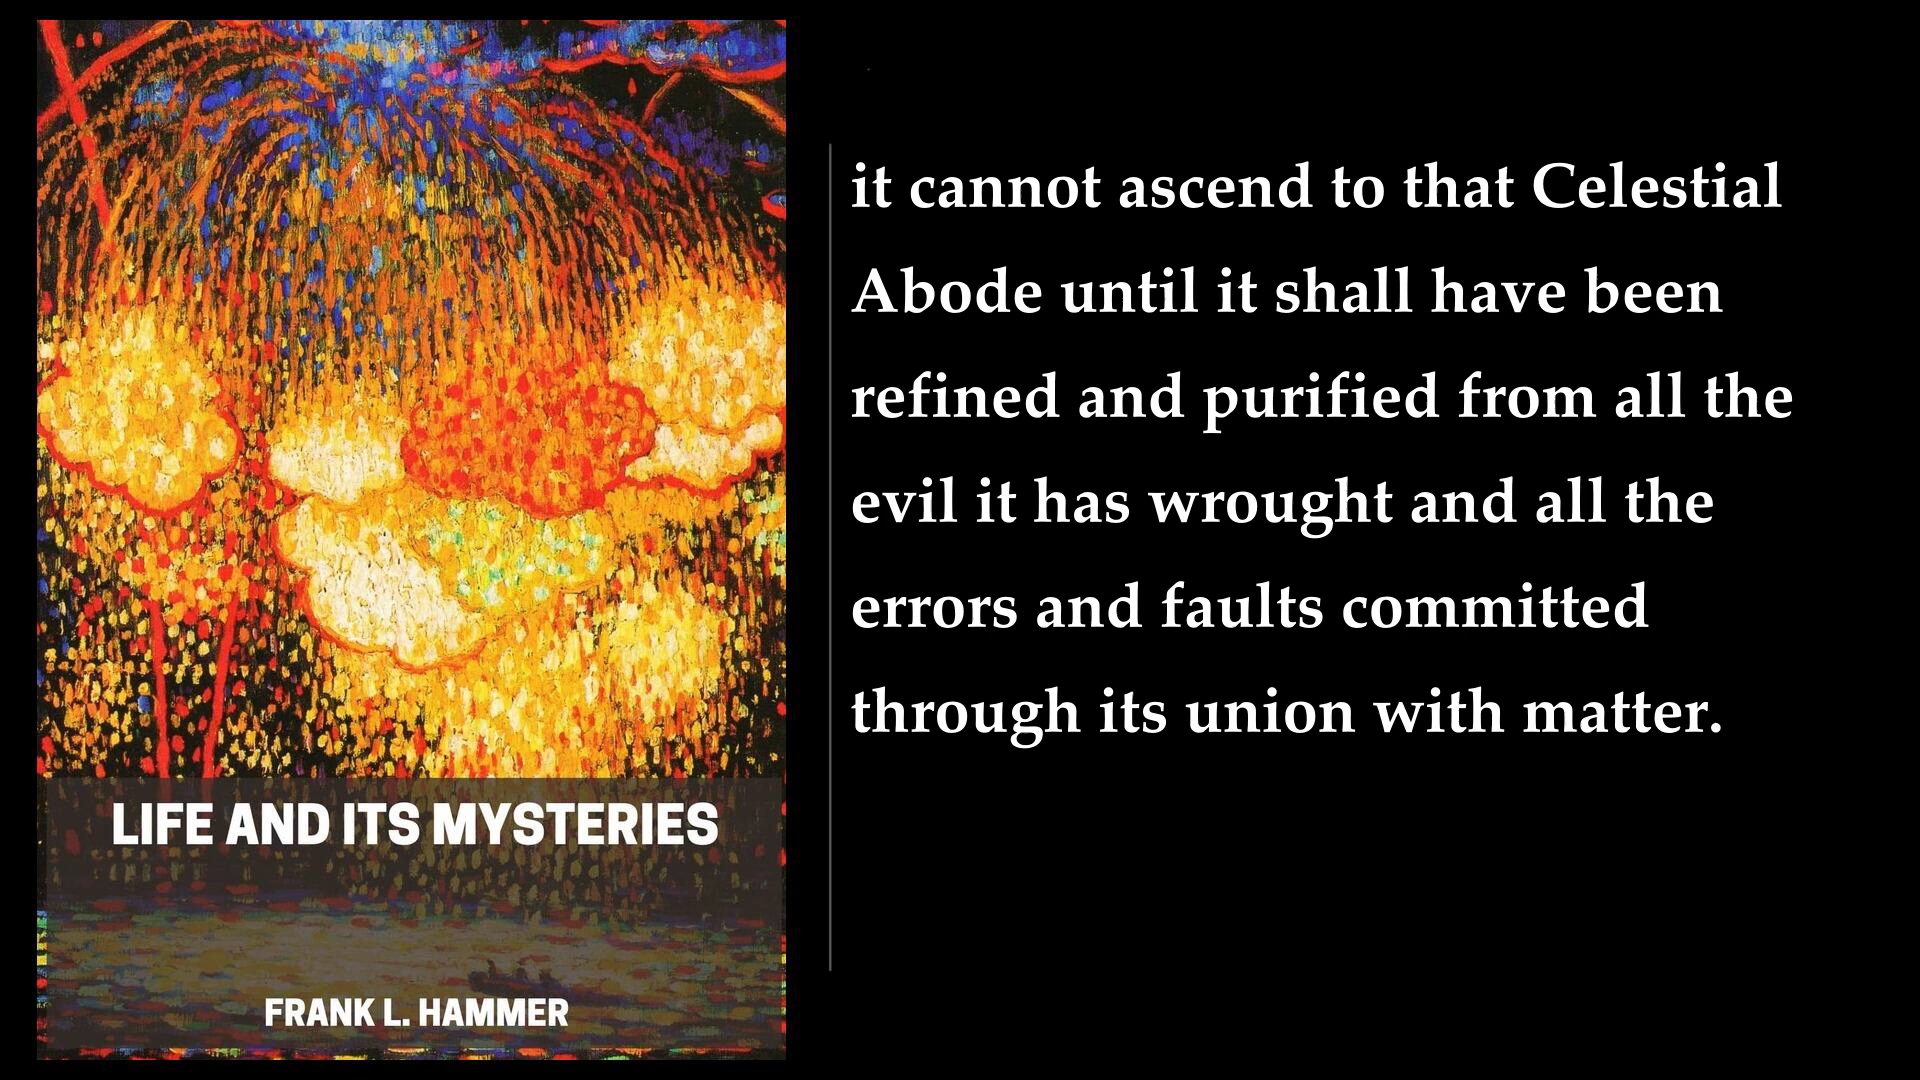 LIFE AND ITS MYSTERIES
FRANK L. HAMMER
it cannot ascend to that Celestial
Abode until it shall have been
refined and purified from all the
evil it has wrought and all the
errors and faults committed
through its union with matter.